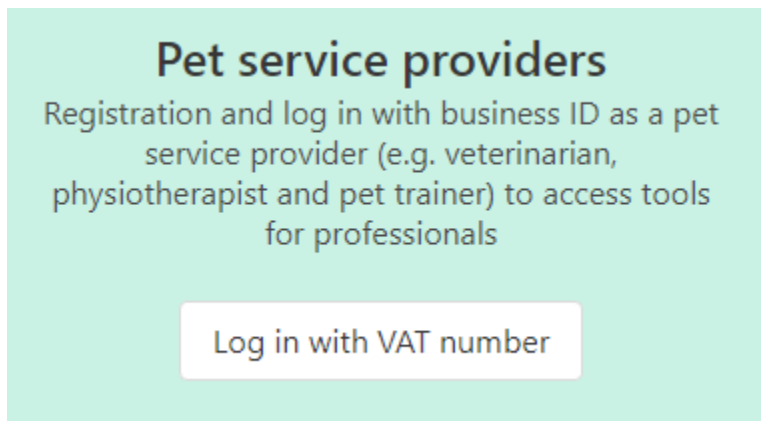 Pet service providers
Registration and log in with business ID as a pet
service provider (e.g. veterinarian,
physiotherapist and pet trainer) to access tools
for professionals
Log in with VAT number